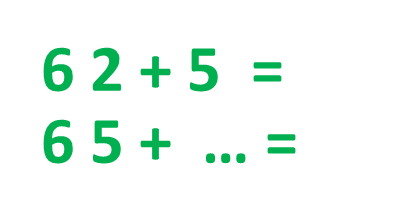 6 2 + 5 =
6 5 + ... =